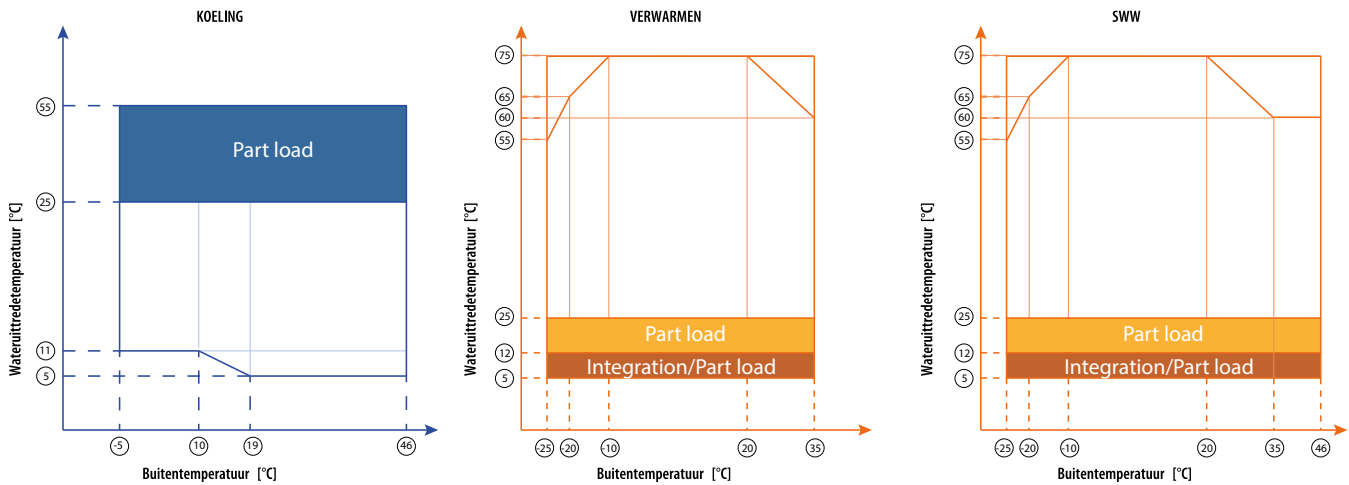 KOELING
Wateruittredetemperatuur [°C]
55
25
11
5
Part load
-5
10
19
46
Buitentemperatuur [°C]
VERWARMEN
Wateruittredetemperatuur [°C]
75
65
60
55
25
12
5
Part load
Integration/Part load
-25
-20
-10
20
35
Buitentemperatuur [°C]
SWW
Wateruittredetemperatuur [°C]
75
65
60
55
25
12
5
Part load
Integration/Part load
-25
-20
-10
20
35
46
Buitentemperatuur [°C]